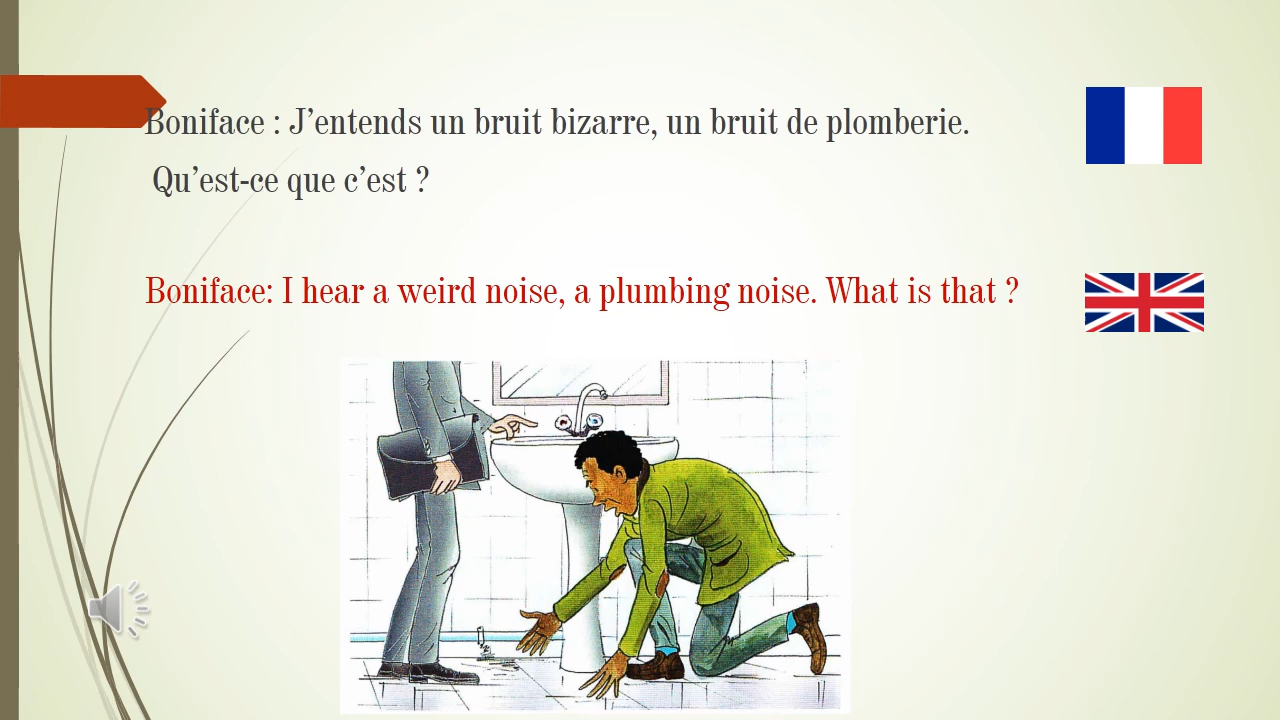 Boniface : J’entends un bruit bizarre, un bruit de plomberie.
Qu’est-ce que c’est ?
Boniface: I hear a weird noise, a plumbing noise. What is that ?